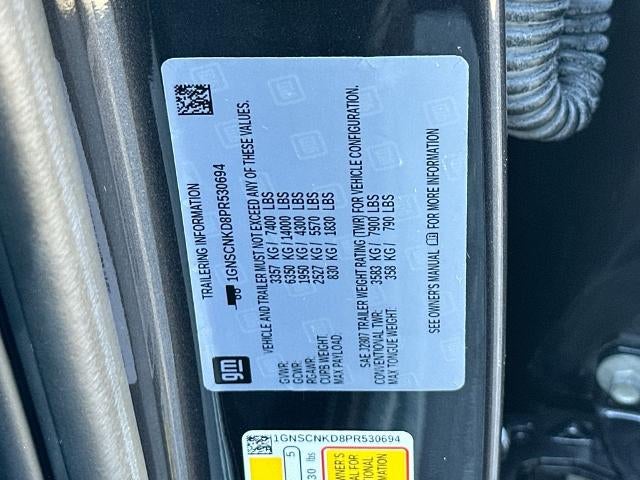 TRAILERING INFORMATION
1GNSCNKD8PR530694
VEHICLE AND TRAILER MUST NOT EXCEED ANY OF THESE VALUES.
GVWR: 3357 KG / 7400 LBS
GCWR: 6350 KG / 14000 LBS
RGAWR: 1950 KG / 4300 LBS
CURB WEIGHT: 2527 KG / 5570 LBS
MAX PAYLOAD: 830 KG / 1830 LBS
SAE J2807 TRAILER WEIGHT RATING (TWR) FOR VEHICLE CONFIGURATION.
CONVENTIONAL TWR: 3583 KG / 7900 LBS
MAX TONGUE WEIGHT: 358 KG / 790 LBS
SEE OWNER'S MANUAL FOR MORE INFORMATION
gm
1GNSCNKD8PR530694
5
30 lbs